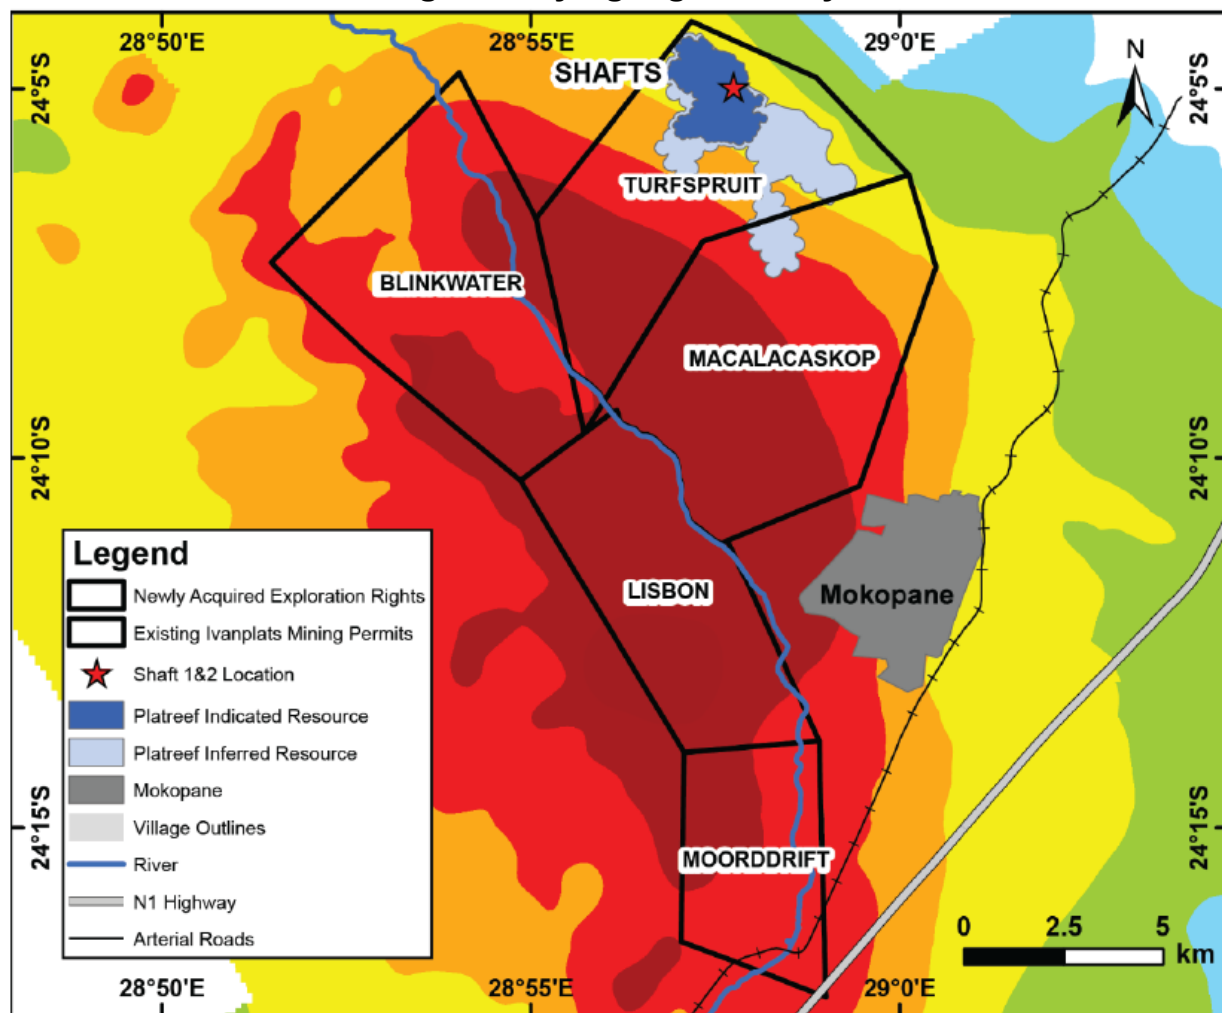 28°50'E
28°55'E
29°0'E
N
SHAFTS
24°5'S
24°5'S
TURFSPRUIT
BLINKWATER
MACALACASKOP
24°10'S
24°10'S
LISBON
Mokopane
Legend
Newly Acquired Exploration Rights
Existing Ivanplats Mining Permits
Shaft 1&2 Location
Platreef Indicated Resource
Platreef Inferred Resource
Mokopane
Village Outlines
River
N1 Highway
Arterial Roads
24°15'S
24°15'S
MOORDDRIFT
0 2.5 5
km
28°50'E
28°55'E
29°0'E